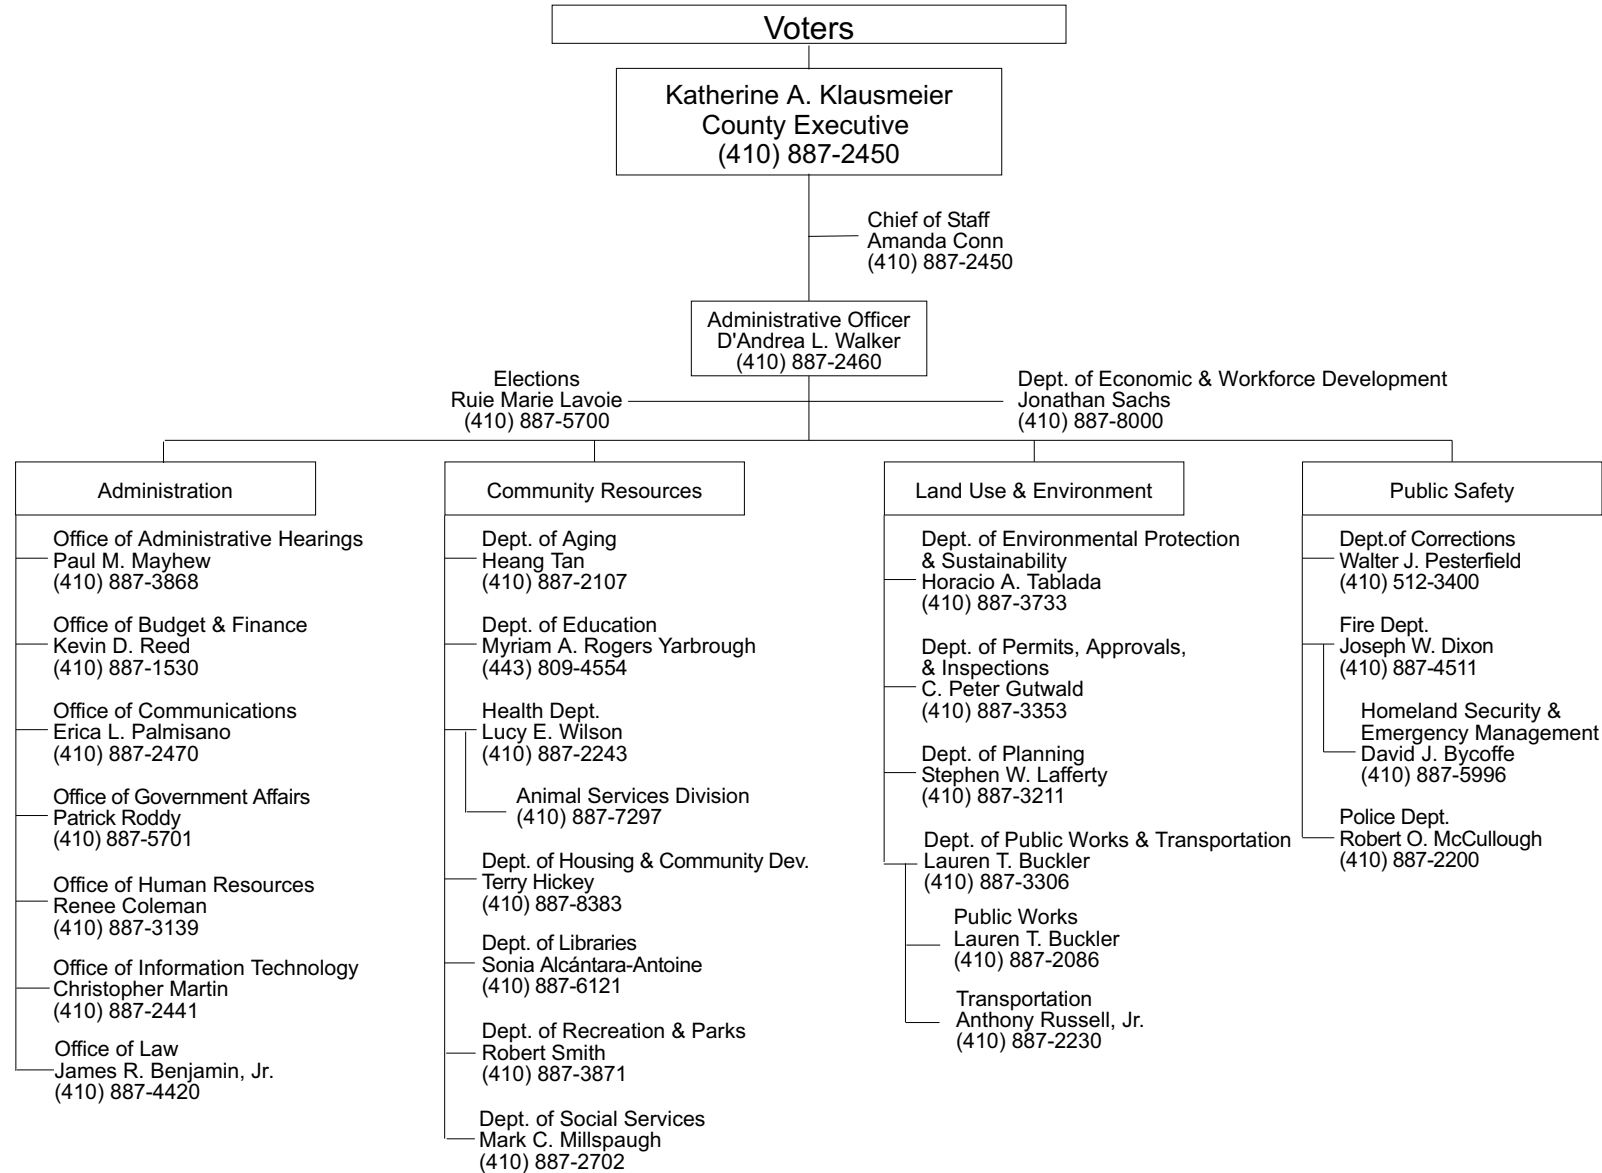 Voters
Katherine A. Klausmeier
County Executive
(410) 887-2450
Chief of Staff
Amanda Conn
(410) 887-2450
Administrative Officer
D'Andrea L. Walker
(410) 887-2460
Elections
Ruie Marie Lavoie
(410) 887-5700
Dept. of Economic & Workforce Development
Jonathan Sachs
(410) 887-8000
Administration
Office of Administrative Hearings
Paul M. Mayhew
(410) 887-3868
Office of Budget & Finance
Kevin D. Reed
(410) 887-1530
Office of Communications
Erica L. Palmisano
(410) 887-2470
Office of Government Affairs
Patrick Roddy
(410) 887-5701
Office of Human Resources
Renee Coleman
(410) 887-3139
Office of Information Technology
Christopher Martin
(410) 887-2441
Office of Law
James R. Benjamin, Jr.
(410) 887-4420
Community Resources
Dept. of Aging
Heang Tan
(410) 887-2107
Dept. of Education
Myriam A. Rogers Yarbrough
(443) 809-4554
Health Dept.
Lucy E. Wilson
(410) 887-2243
Animal Services Division
(410) 887-7297
Dept. of Housing & Community Dev.
Terry Hickey
(410) 887-8383
Dept. of Libraries
Sonia Alcántara-Antoine
(410) 887-6121
Dept. of Recreation & Parks
Robert Smith
(410) 887-3871
Dept. of Social Services
Mark C. Millspaugh
(410) 887-2702
Land Use & Environment
Dept. of Environmental Protection
& Sustainability
Horacio A. Tablada
(410) 887-3733
Dept. of Permits, Approvals,
& Inspections
C. Peter Gutwald
(410) 887-3353
Dept. of Planning
Stephen W. Lafferty
(410) 887-3211
Dept. of Public Works & Transportation
Lauren T. Buckler
(410) 887-3306
Public Works
Lauren T. Buckler
(410) 887-2086
Transportation
Anthony Russell, Jr.
(410) 887-2230
Public Safety
Dept.of Corrections
Walter J. Pesterfield
(410) 512-3400
Fire Dept.
Joseph W. Dixon
(410) 887-4511
Homeland Security &
Emergency Management
David J. Bycoffe
(410) 887-5996
Police Dept.
Robert O. McCullough
(410) 887-2200